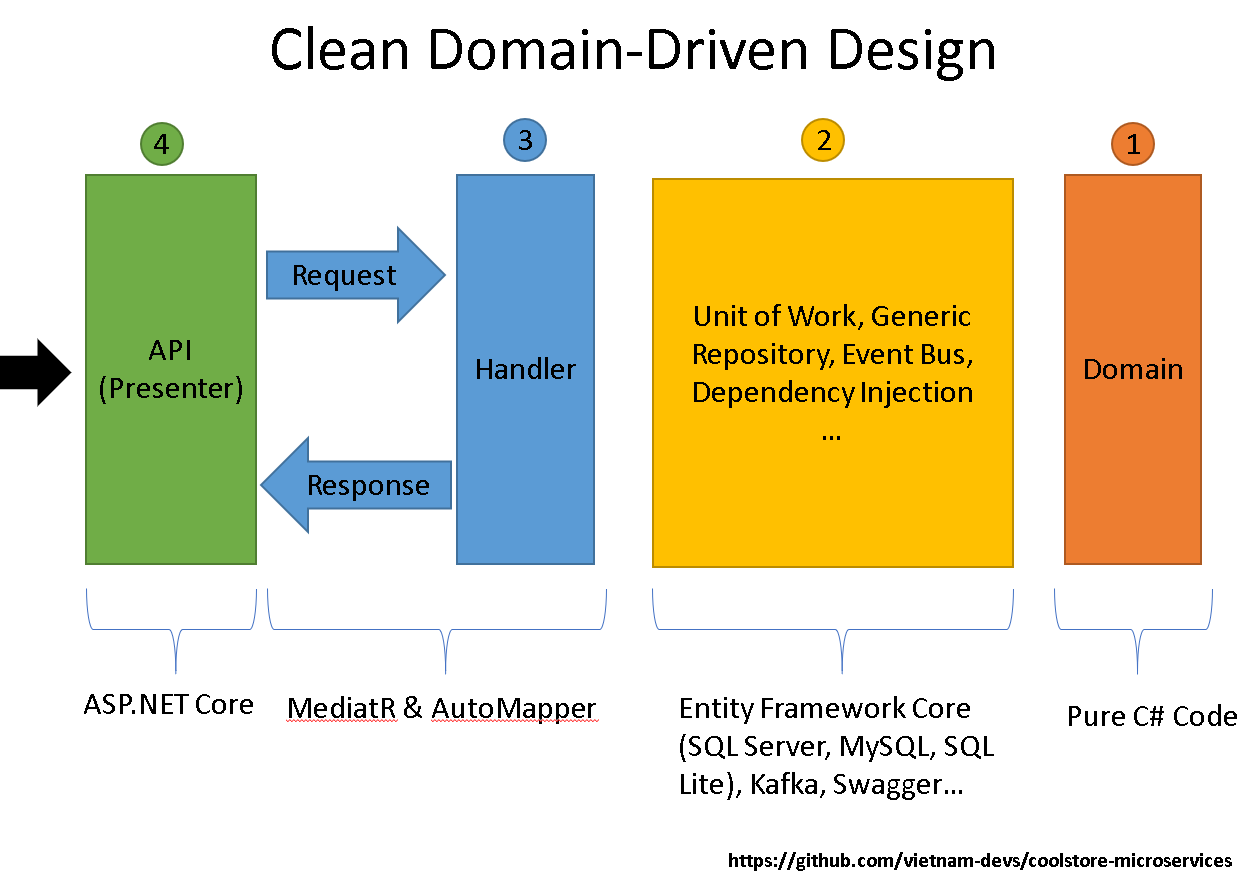 Clean Domain-Driven Design
4
3
2
1
API
(Presenter)
Request
Response
Handler
Unit of Work, Generic
Repository, Event Bus,
Dependency Injection
…
Domain
ASP.NET Core
MediatR & AutoMapper
Entity Framework Core
(SQL Server, MySQL, SQL
Lite), Kafka, Swagger…
Pure C# Code
https://github.com/vietnam-devs/coolstore-microservices